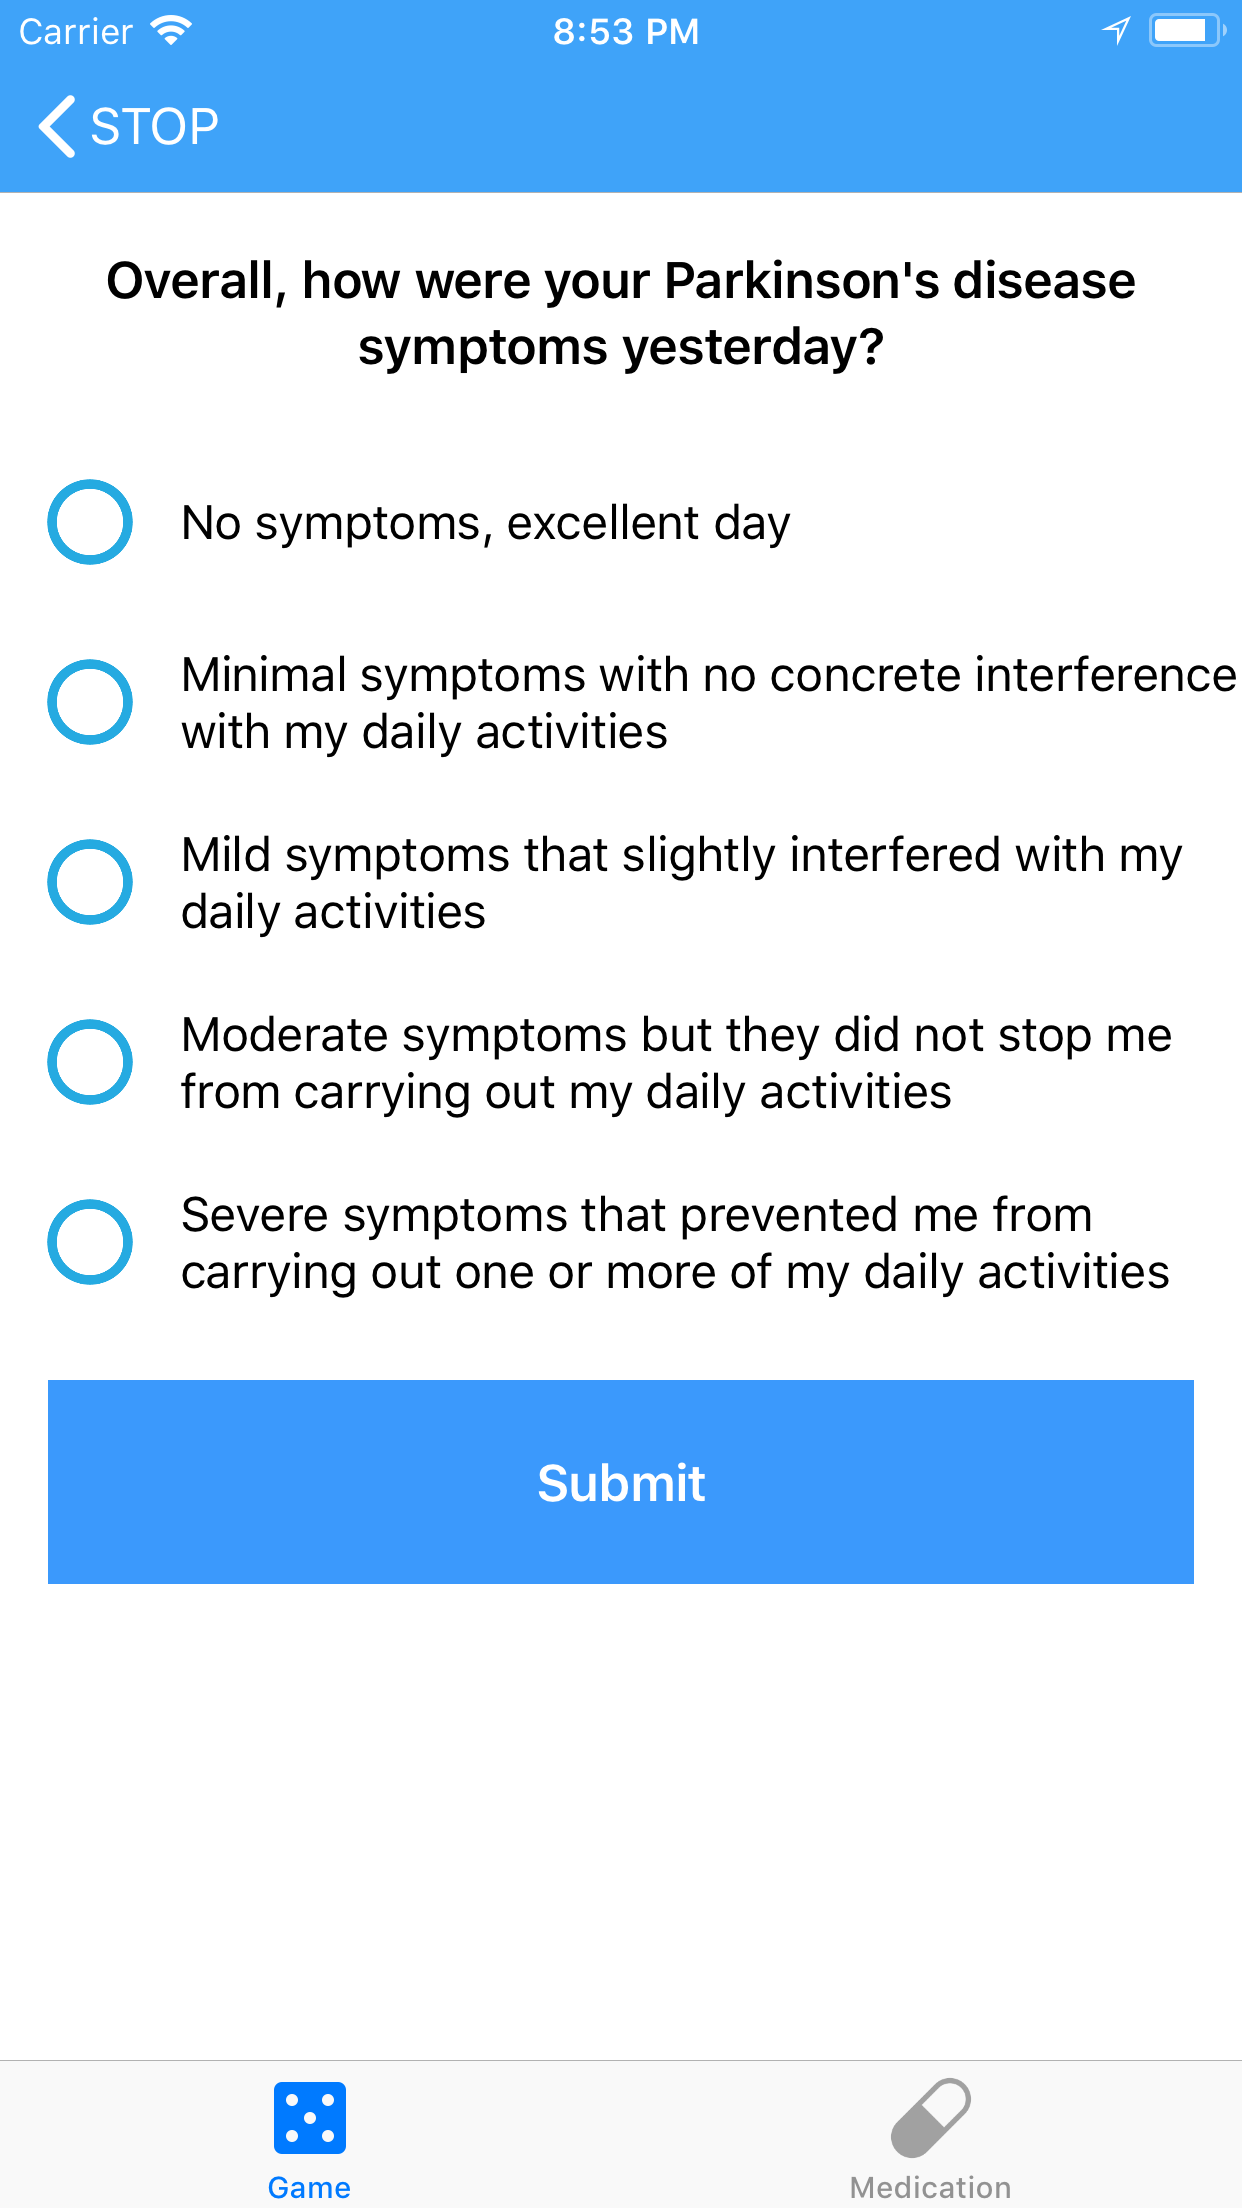 Carrier 8:53 PM
STOP
Overall, how were your Parkinson's disease
symptoms yesterday?
No symptoms, excellent day
Minimal symptoms with no concrete interference
with my daily activities
Mild symptoms that slightly interfered with my
daily activities
Moderate symptoms but they did not stop me
from carrying out my daily activities
Severe symptoms that prevented me from
carrying out one or more of my daily activities
Submit
Game Medication